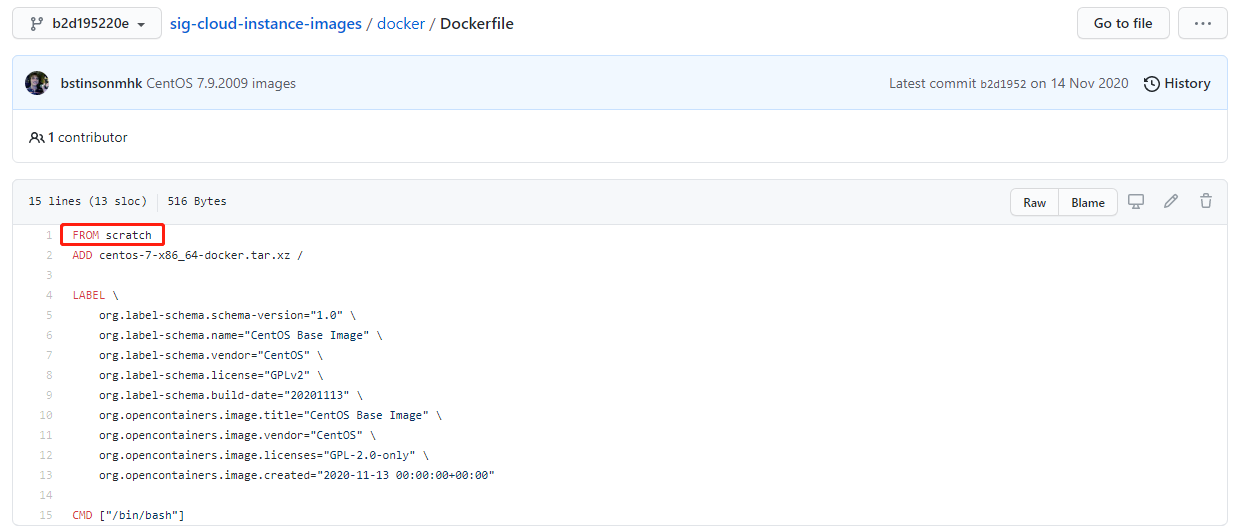 b2d195220e sig-cloud-instance-images / docker / Dockerfile Go to file ...
bstinsonmhk CentOS 7.9.2009 images Latest commit b2d1952 on 14 Nov 2020 History
1 contributor
15 lines (13 sloc) 516 Bytes Raw Blame
1 FROM scratch
2 ADD centos-7-x86_64-docker.tar.xz /
3
4 LABEL \
5 org.label-schema.schema-version="1.0" \
6 org.label-schema.name="CentOS Base Image" \
7 org.label-schema.vendor="CentOS" \
8 org.label-schema.license="GPLv2" \
9 org.label-schema.build-date="20201113" \
10 org.opencontainers.image.title="CentOS Base Image" \
11 org.opencontainers.image.vendor="CentOS" \
12 org.opencontainers.image.licenses="GPL-2.0-only" \
13 org.opencontainers.image.created="2020-11-13 00:00:00+00:00"
14
15 CMD ["/bin/bash"]